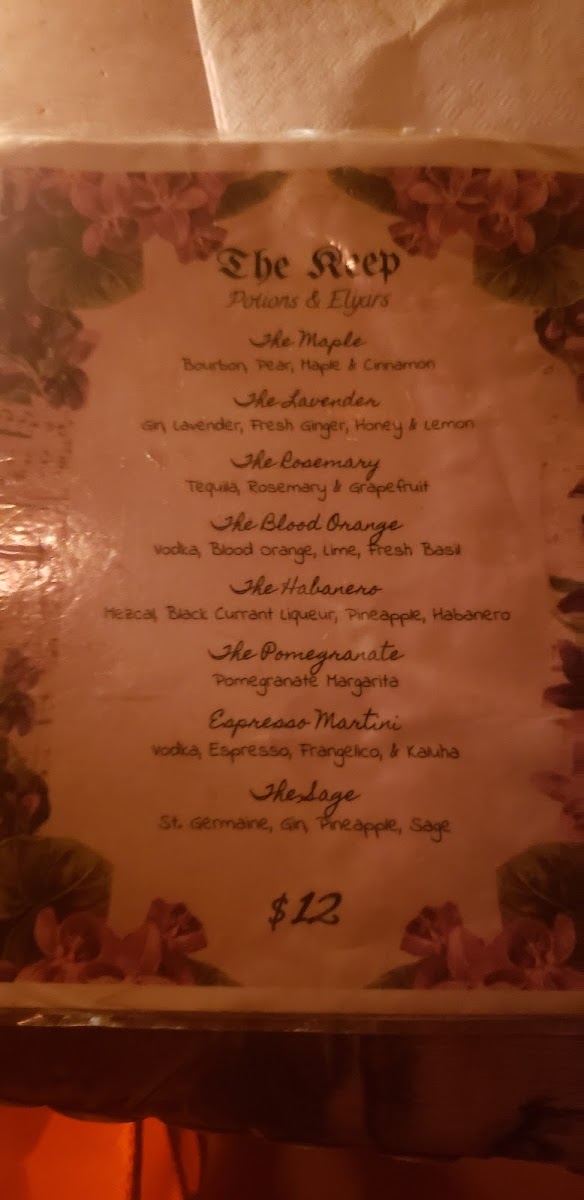 The Keep
Potions & Elyxrs
The Maple
Bourbon, Pear, Maple & Cinnamon
The Lavender
Gin, Lavender, Fresh Ginger, Honey & Lemon
The Rosemary
Tequila, Rosemary & Grapefruit
The Blood Orange
Vodka, Blood Orange, Lime, Fresh Basil
The Habanero
Mezcal, Black Currant Liqueur, Pineapple, Habanero
The Pomegranate
Pomegranate Margarita
Espresso Martini
Vodka, Espresso, Frangelico, & Kaluha
The Sage
St. Germaine, Gin, Pineapple, Sage
$12